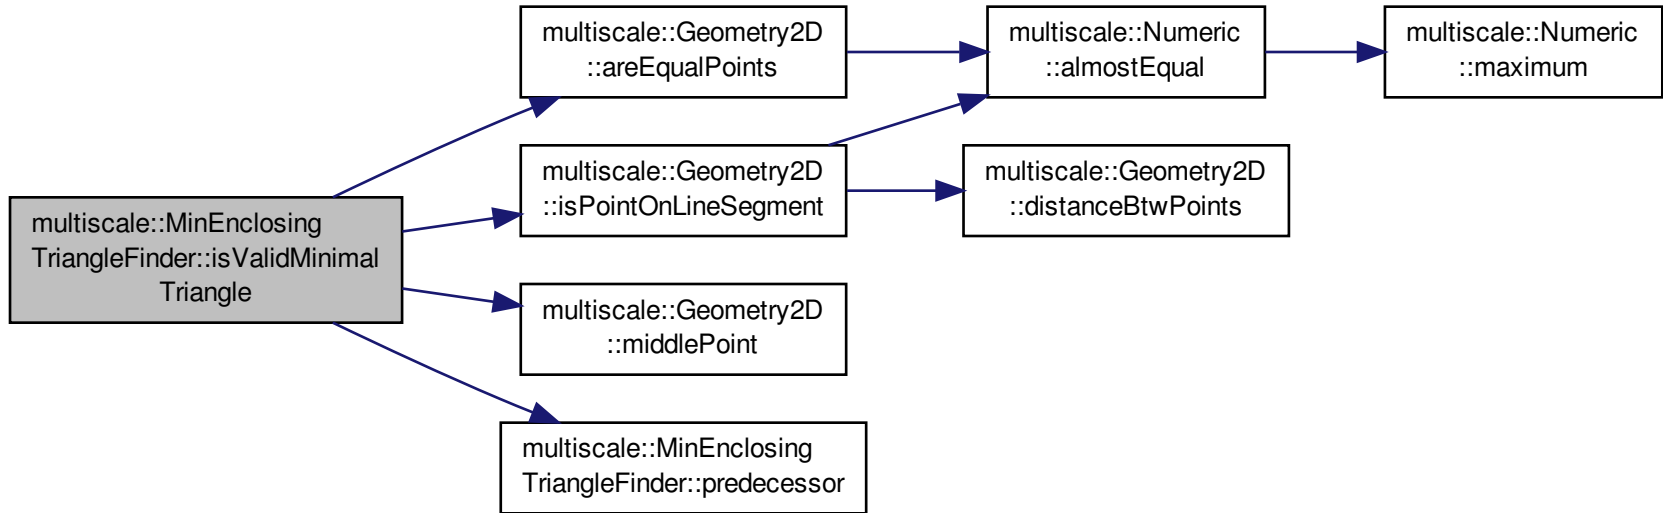 multiscale::MinEnclosing
TriangleFinder::isValidMinimal
Triangle
multiscale::Geometry2D
::areEqualPoints
multiscale::Geometry2D
::isPointOnLineSegment
multiscale::Geometry2D
::middlePoint
multiscale::MinEnclosing
TriangleFinder::predecessor
multiscale::Numeric
::almostEqual
multiscale::Geometry2D
::distanceBtwPoints
multiscale::Numeric
::maximum